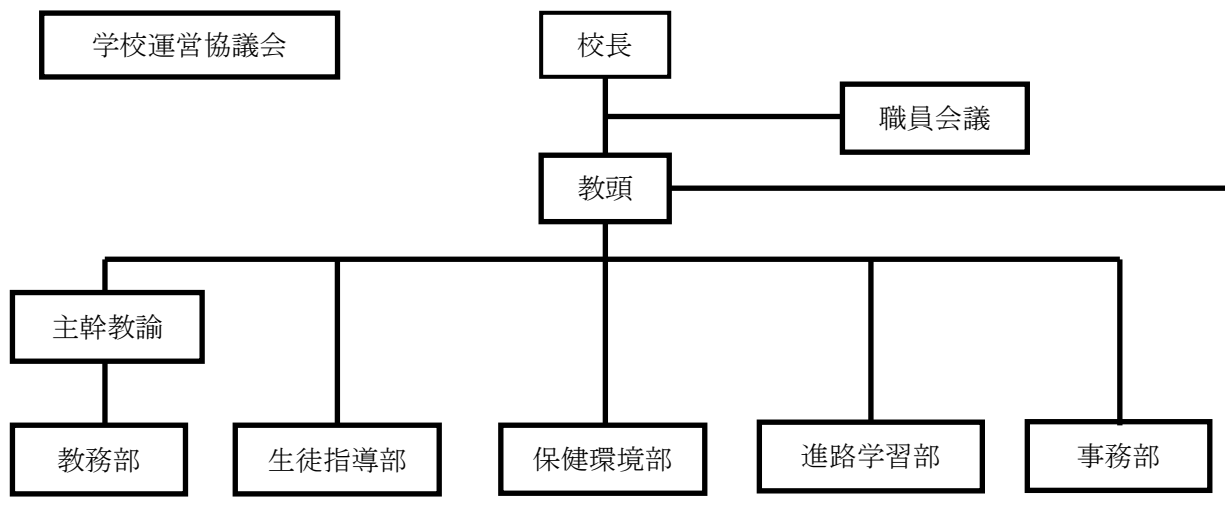 学校運営協議会
校長
職員会議
教頭
主幹教諭
教務部
生徒指導部
保健環境部
進路学習部
事務部